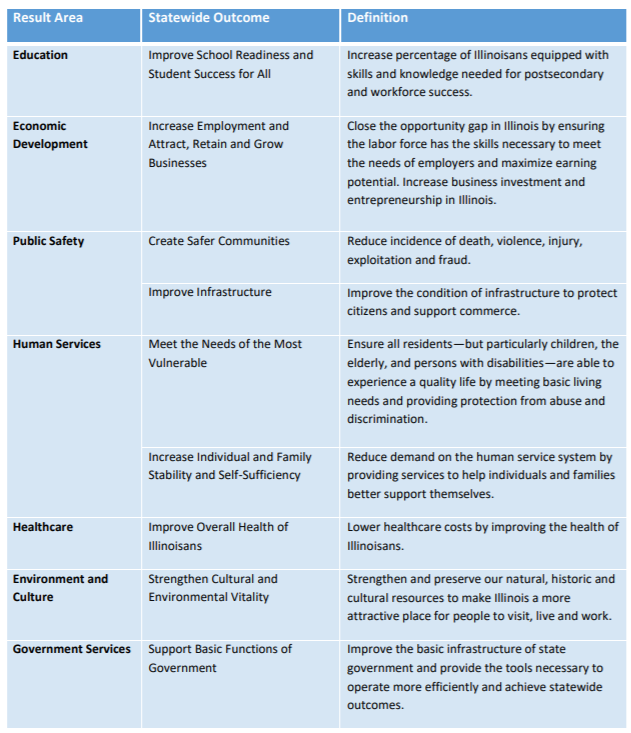 Result Area
Statewide Outcome
Definition
Education
Improve School Readiness and
Student Success for All
Increase percentage of Illinoisans equipped with
skills and knowledge needed for postsecondary
and workforce success.
Economic
Development
Increase Employment and
Attract, Retain and Grow
Businesses
Close the opportunity gap in Illinois by ensuring
the labor force has the skills necessary to meet
the needs of employers and maximize earning
potential. Increase business investment and
entrepreneurship in Illinois.
Public Safety
Create Safer Communities
Reduce incidence of death, violence, injury,
exploitation and fraud.
Improve Infrastructure
Improve the condition of infrastructure to protect
citizens and support commerce.
Human Services
Meet the Needs of the Most
Vulnerable
Ensure all residents—but particularly children, the
elderly, and persons with disabilities—are able to
experience a quality life by meeting basic living
needs and providing protection from abuse and
discrimination.
Increase Individual and Family
Stability and Self-Sufficiency
Reduce demand on the human service system by
providing services to help individuals and families
better support themselves.
Healthcare
Improve Overall Health of
Illinoisans
Lower healthcare costs by improving the health of
Illinoisans.
Environment and
Culture
Strengthen Cultural and
Environmental Vitality
Strengthen and preserve our natural, historic and
cultural resources to make Illinois a more
attractive place for people to visit, live and work.
Government Services
Support Basic Functions of
Government
Improve the basic infrastructure of state
government and provide the tools necessary to
operate more efficiently and achieve statewide
outcomes.